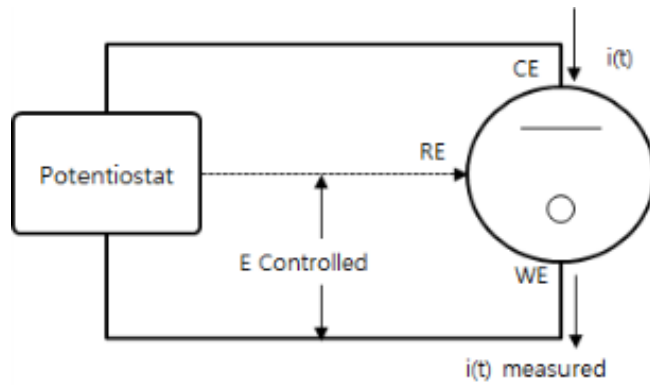 i(t)
CE
RE
Potentiostat
E Controlled
WE
i(t) measured